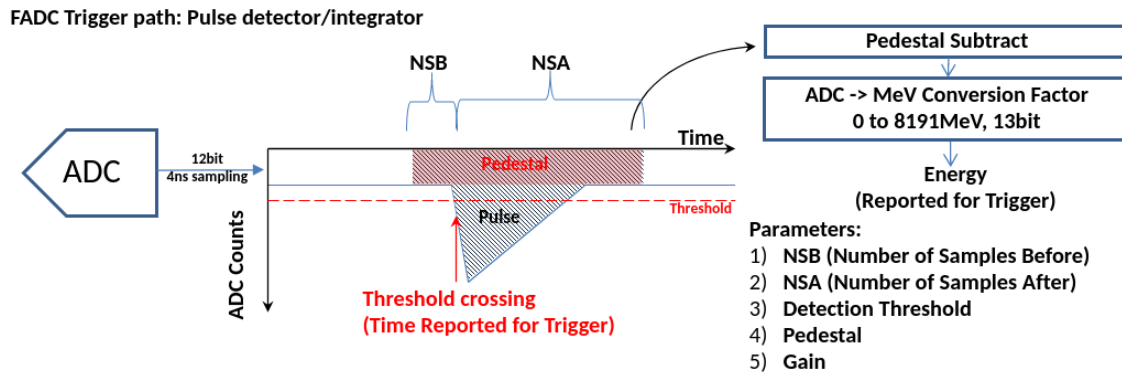 FADC Trigger path: Pulse detector/integrator
NSB
NSA
Pedestal Subtract
ADC -> MeV Conversion Factor
0 to 8191MeV, 13bit
Energy
(Reported for Trigger)
ADC
12bit
4ns sampling
Time
Pedestal
Pulse
Threshold
ADC Counts
Threshold crossing
(Time Reported for Trigger)
Parameters:
1) NSB (Number of Samples Before)
2) NSA (Number of Samples After)
3) Detection Threshold
4) Pedestal
5) Gain